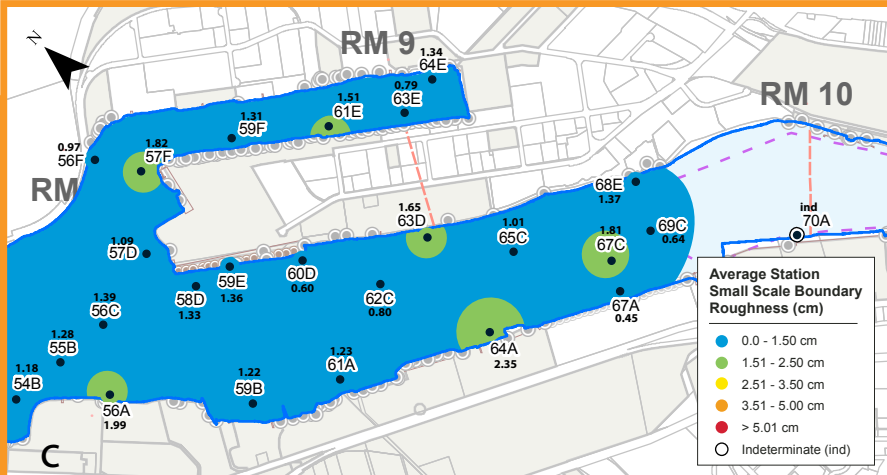 N
RM 9
1.34
64E
0.79
63E
1.51
61E
1.31
59F
RM 10
0.97
56F
1.82
57F
RM
68E
1.37
ind
70A
1.65
63D
1.01
65C
1.81
67C
69C
0.64
1.09
57D
59E
1.36
60D
0.60
58D
1.33
62C
0.80
67A
0.45
1.39
56C
64A
2.35
1.28
55B
1.23
61A
1.22
59B
1.18
54B
56A
1.99
C
Average Station
Small Scale Boundary
Roughness (cm)
0.0 - 1.50 cm
1.51 - 2.50 cm
2.51 - 3.50 cm
3.51 - 5.00 cm
> 5.01 cm
Indeterminate (ind)